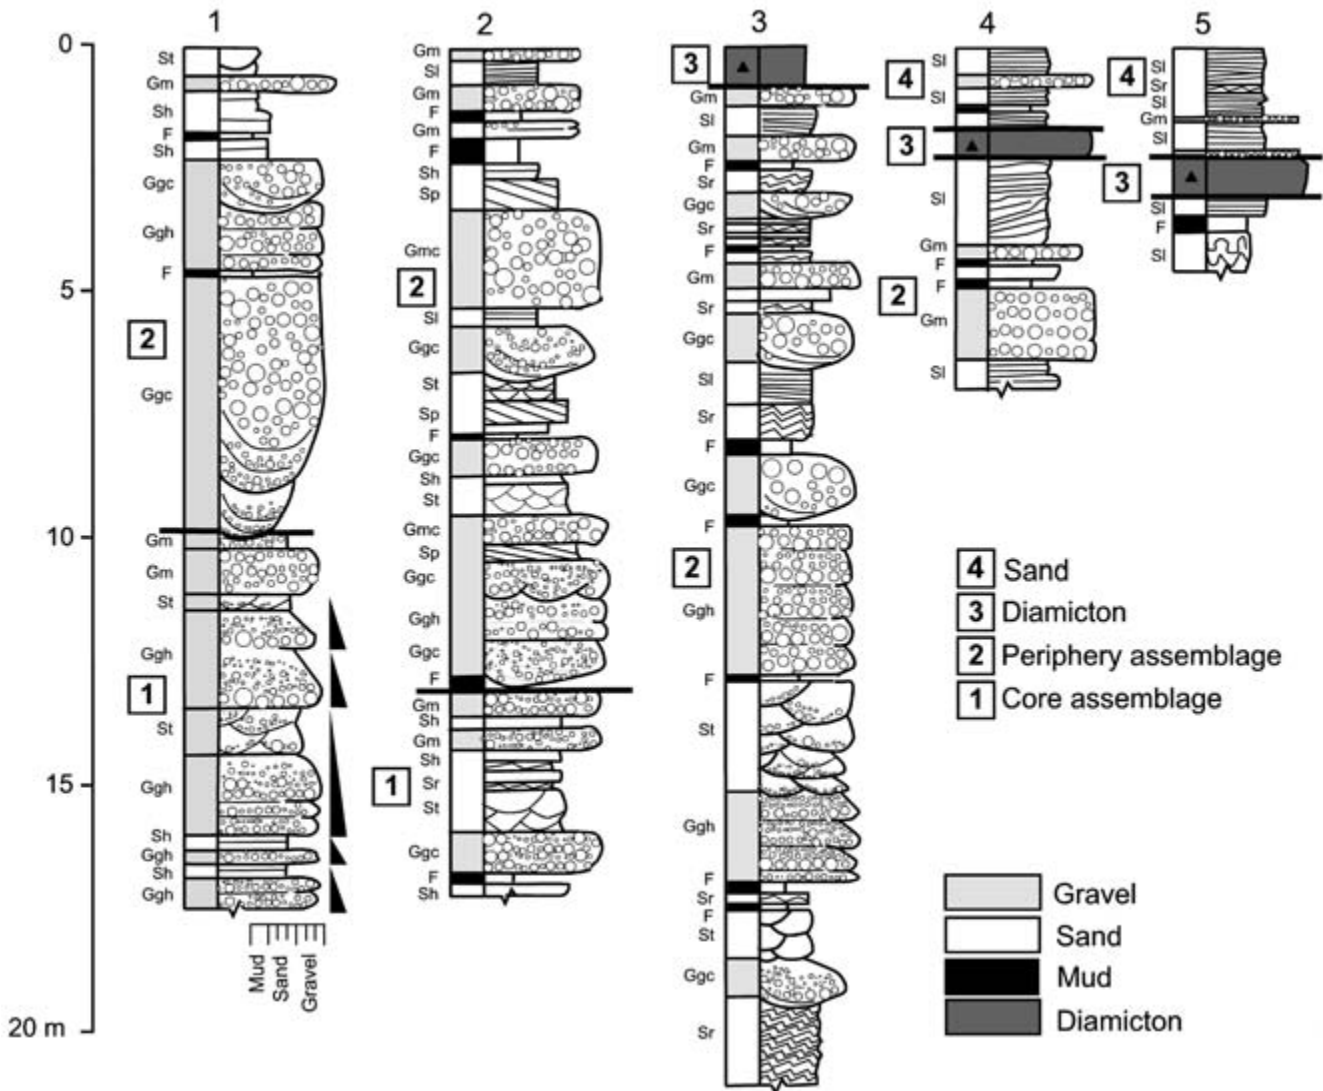 1
2
3
4
5
0
5
10
15
20 m
St
Gm
Sh
F
Sh
Ggc
Ggh
F
2
Ggc
Gm
Gm
St
Ggh
1
St
Ggh
Sh
Ggh
Sh
Ggh
Mud
Sand
Gravel
Gm
Sl
Gm
F
Gm
F
Sh
Sp
Gmc
2
Sl
Ggc
St
Sp
F
Ggc
Sh
St
Gmc
Sp
Ggc
Ggh
Ggc
F
Gm
Sh
Gm
Sh
1
Sr
St
Ggc
F
Sh
3
Gm
Sl
Gm
F
Sr
Ggc
Sr
F
Gm
Sr
Ggc
Sl
Sr
F
Ggc
F
2
Ggh
F
St
Ggh
F
Sr
F
St
Ggc
Sr
Sl
4
Sl
3
Sl
Gm
F
F
2
Gm
Sl
Sl
4
Sr
Sl
Gm
Sl
3
Sl
F
Sl
4 Sand
3 Diamicton
2 Periphery assemblage
1 Core assemblage
Gravel
Sand
Mud
Diamicton